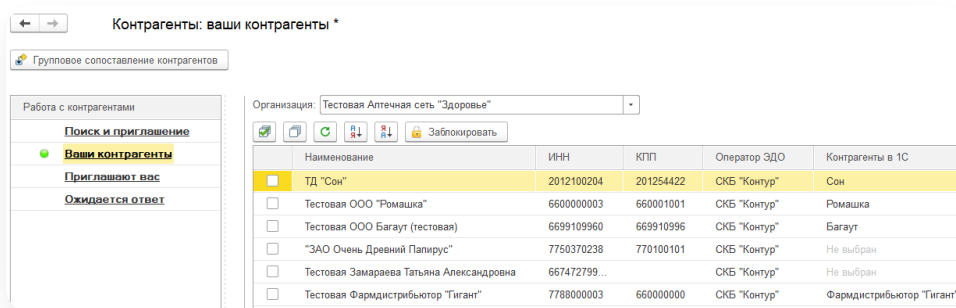 Контрагенты: ваши контрагенты *
Групповое сопоставление контрагентов
Работа с контрагентами
Поиск и приглашение
Ваши контрагенты
Приглашают вас
Ожидается ответ
Организация: Тестовая Аптечная сеть "Здоровье"
Заблокировать
Наименование ИНН КПП Оператор ЭДО Контрагенты в 1С
ТД "Сон" 2012100204 201254422 СКБ "Контур" Сон
Тестовая ООО "Ромашка" 6600000003 660001001 СКБ "Контур" Ромашка
Тестовая ООО Багаут (тестовая) 6699109960 669910996 СКБ "Контур" Багаут
"ЗАО Очень Древний Папирус" 7750370238 770100101 СКБ "Контур" Не выбран
Тестовая Замараева Татьяна Александровна 667472799... СКБ "Контур" Не выбран
Тестовая Фармдистрибьютор "Гигант" 7788000003 660000000 СКБ "Контур" Фармдистрибьютор "Гигант"